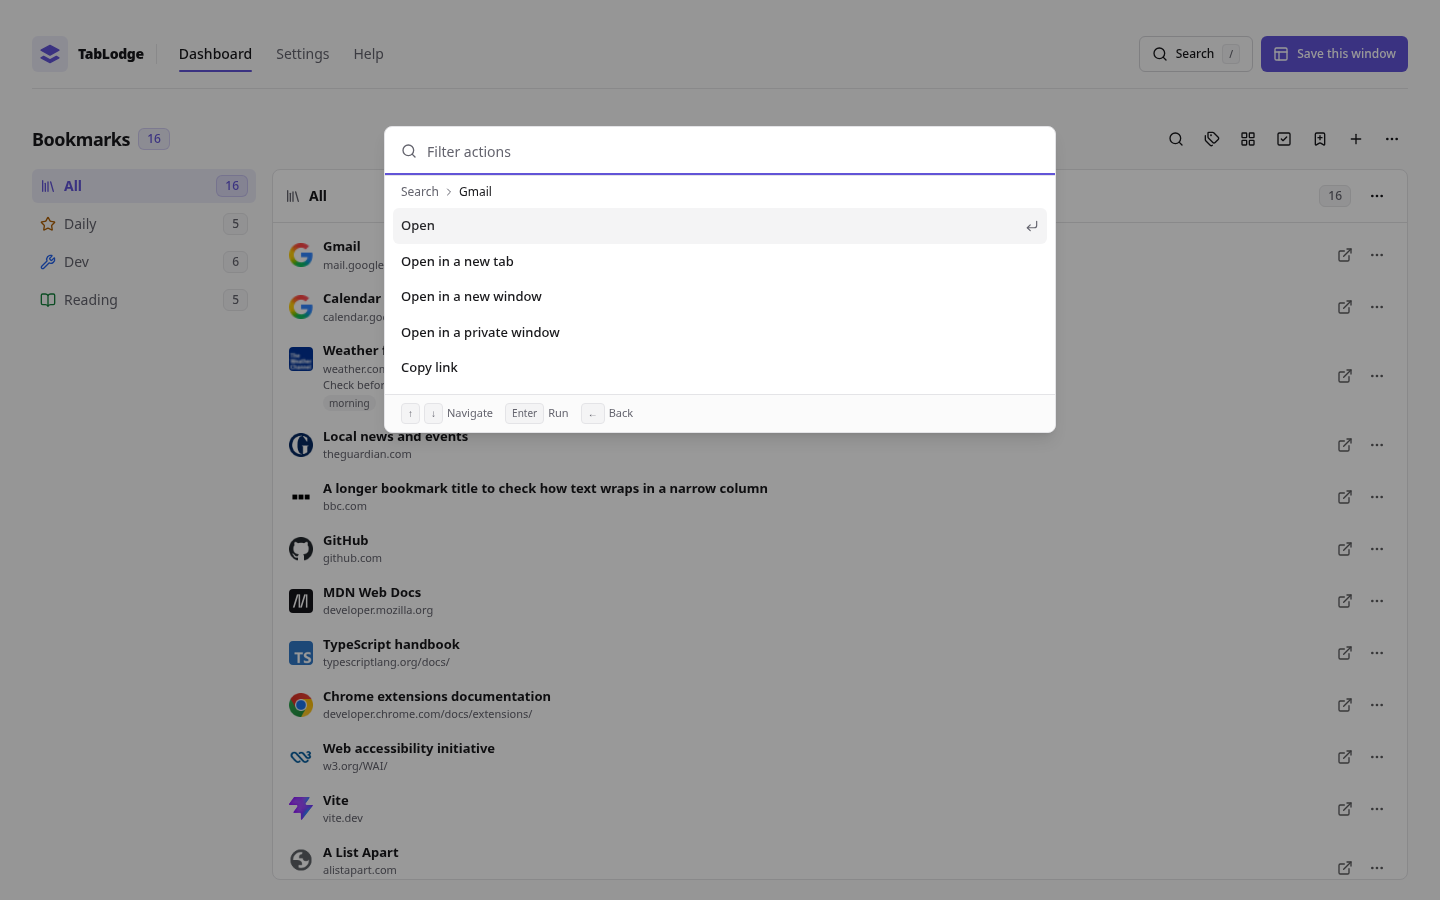 TabLodge
Dashboard
Settings
Help
Search /
Save this window
Bookmarks 16
All 16
Daily 5
Dev 6
Reading 5
All
16
Filter actions
Search > Gmail
Open
Open in a new tab
Open in a new window
Open in a private window
Copy link
↑ ↓ Navigate Enter Run ← Back
Gmail
mail.google
Calendar
calendar.goo
Weather f
weather.com
Check befor
morning
Local news and events
theguardian.com
A longer bookmark title to check how text wraps in a narrow column
bbc.com
GitHub
github.com
MDN Web Docs
developer.mozilla.org
TS
TypeScript handbook
typescriptlang.org/docs/
Chrome extensions documentation
developer.chrome.com/docs/extensions/
Web accessibility initiative
w3.org/WAI/
Vite
vite.dev
A List Apart
alistapart.com